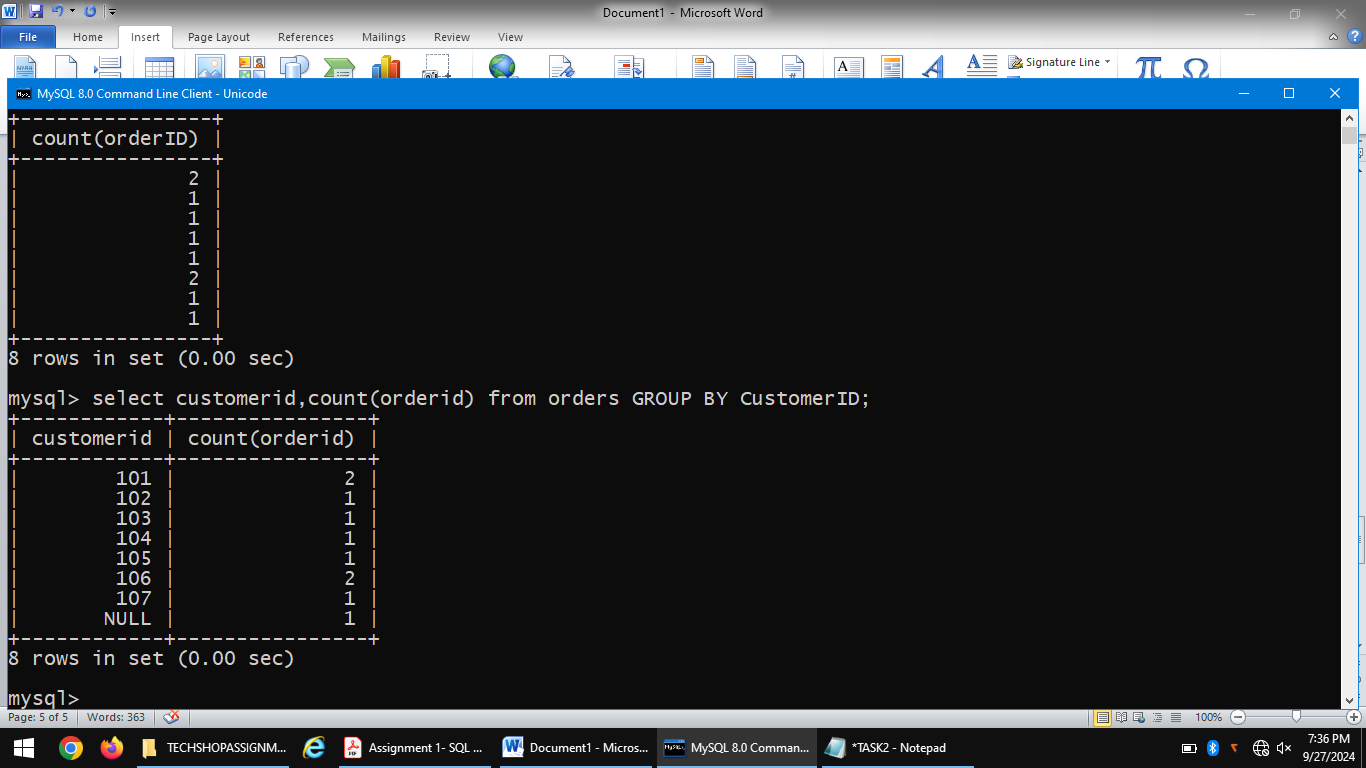 Document1 - Microsoft Word
File Home Insert Page Layout References Mailings Review View
Signature Line
MySQL 8.0 Command Line Client - Unicode
+----------------+
| count(orderID) |
+----------------+
| 2 |
| 1 |
| 1 |
| 1 |
| 1 |
| 2 |
| 1 |
| 1 |
+----------------+
8 rows in set (0.00 sec)
mysql> select customerid,count(orderid) from orders GROUP BY CustomerID;
+------------+----------------+
| customerid | count(orderid) |
+------------+----------------+
| 101 | 2 |
| 102 | 1 |
| 103 | 1 |
| 104 | 1 |
| 105 | 1 |
| 106 | 2 |
| 107 | 1 |
| NULL | 1 |
+------------+----------------+
8 rows in set (0.00 sec)
mysql>
Page: 5 of 5 Words: 363 100%
TECHSHOPASSIGNM... Assignment 1- SQL ... Document1 - Micros... MySQL 8.0 Comman... *TASK2 - Notepad
7:36 PM
9/27/2024